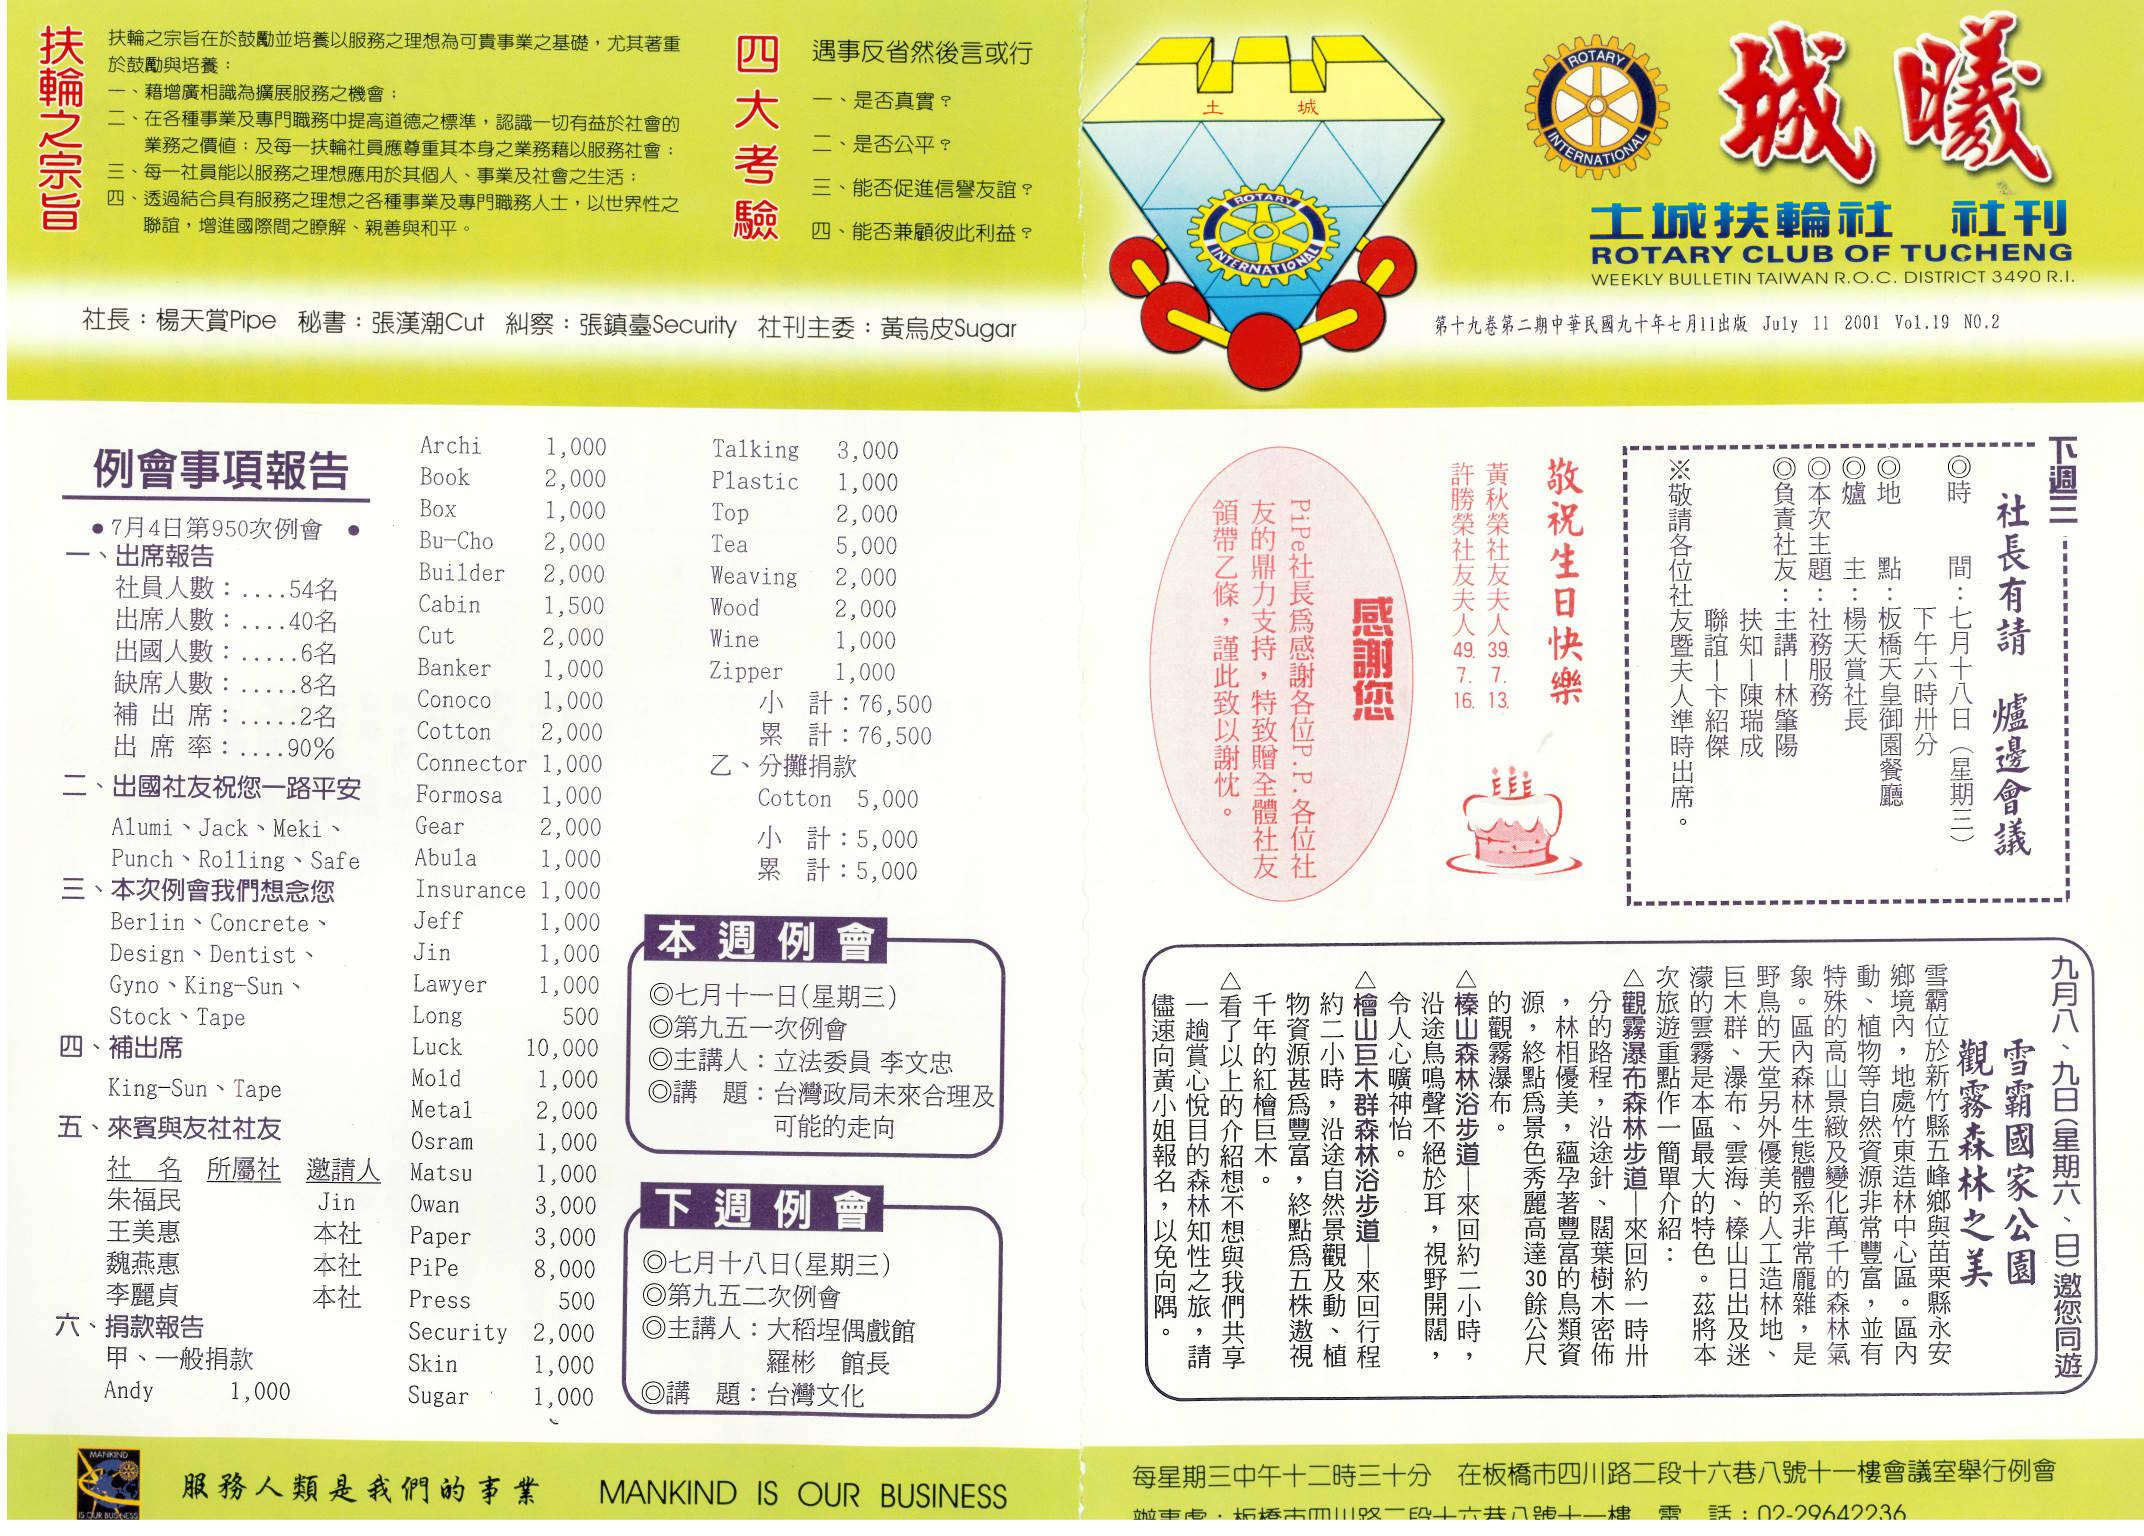 扶輪之宗旨
扶輪之宗旨在於鼓勵並培養以服務之理想為可貴事業之基礎，尤其著重
於鼓勵與培養：
一、藉增廣相識為擴展服務之機會；
二、在各種事業及專門職務中提高道德之標準，認識一切有益於社會的
業務之價值；及每一扶輪社員應尊重其本身之業務藉以服務社會；
三、每一社員能以服務之理想應用於其個人、事業及社會之生活；
四、透過結合具有服務之理想之各種事業及專門職務人士，以世界性之
聯誼，增進國際間之瞭解、親善與和平。
四大考驗
遇事反省然後言或行
一、是否真實？
二、是否公平？
三、能否促進信譽友誼？
四、能否兼顧彼此利益？
社長：楊天賞Pipe 秘書：張漢潮Cut 糾察：張鎮臺Security 社刊主委：黃烏皮Sugar
土 城
ROTARY
INTERNATIONAL
ROTARY
INTERNATIONAL
城曦
土城扶輪社 社刊
ROTARY CLUB OF TUCHENG
WEEKLY BULLETIN TAIWAN R.O.C. DISTRICT 3490 R.I.
第十九卷第二期中華民國九十年七月11出版 July 11 2001 Vol.19 NO.2
例會事項報告
●7月4日第950次例會 ●
一、出席報告
社員人數：....54名
出席人數：....40名
出國人數：.....6名
缺席人數：.....8名
補 出 席：.....2名
出 席 率：....90%
二、出國社友祝您一路平安
Alumi、Jack、Meki、
Punch、Rolling、Safe
三、本次例會我們想念您
Berlin、Concrete、
Design、Dentist、
Gyno、King-Sun、
Stock、Tape
四、補出席
King-Sun、Tape
五、來賓與友社社友
社 名 所屬社 邀請人
朱福民 Jin
王美惠 本社
魏燕惠 本社
李麗貞 本社
六、捐款報告
甲、一般捐款
Andy 1,000
Archi 1,000
Book 2,000
Box 1,000
Bu-Cho 2,000
Builder 2,000
Cabin 1,500
Cut 2,000
Banker 1,000
Conoco 1,000
Cotton 2,000
Connector 1,000
Formosa 1,000
Gear 2,000
Abula 1,000
Insurance 1,000
Jeff 1,000
Jin 1,000
Lawyer 1,000
Long 500
Luck 10,000
Mold 1,000
Metal 2,000
Osram 1,000
Matsu 1,000
Owan 3,000
Paper 3,000
PiPe 8,000
Press 500
Security 2,000
Skin 1,000
Sugar 1,000
Talking 3,000
Plastic 1,000
Top 2,000
Tea 5,000
Weaving 2,000
Wood 2,000
Wine 1,000
Zipper 1,000
小 計：76,500
累 計：76,500
乙、分攤捐款
Cotton 5,000
小 計：5,000
累 計：5,000
本週例會
◎七月十一日(星期三)
◎第九五一次例會
◎主講人：立法委員 李文忠
◎講 題：台灣政局未來合理及
可能的走向
下週例會
◎七月十八日(星期三)
◎第九五二次例會
◎主講人：大稻埕偶戲館
羅彬 館長
◎講 題：台灣文化
下週三
社長有請 爐邊會議
◎時 間：七月十八日（星期三）
下午六時卅分
◎地 點：板橋天皇御園餐廳
◎爐 主：楊天賞社長
◎本次主題：社務服務
◎負責社友：主講—林肇陽
扶知—陳瑞成
聯誼—卞紹傑
※敬請各位社友暨夫人準時出席。
敬祝生日快樂
黃秋榮社友夫人 39. 7. 13.
許勝榮社友夫人 49. 7. 16.
感謝您
PiPe社長為感謝各位P.P.各位社
友的鼎力支持，特致贈全體社友
領帶乙條，謹此致以謝忱。
九月八、九日(星期六、日)邀您同遊
雪霸國家公園
觀霧森林之美
雪霸位於新竹縣五峰鄉與苗栗縣永安
鄉境內，地處竹東造林中心區。區內
動、植物等自然資源非常豐富，並有
特殊的高山景緻及變化萬千的森林氣
象。區內森林生態體系非常龐雜，是
野鳥的天堂另外優美的人工造林地、
巨木群、瀑布、雲海、榛山日出及迷
濛的雲霧是本區最大的特色。茲將本
次旅遊重點作一簡單介紹：
△觀霧瀑布森林步道—來回約一時卅
分的路程，沿途針、闊葉樹木密佈
，林相優美，蘊孕著豐富的鳥類資
源，終點為景色秀麗高達30餘公尺
的觀霧瀑布。
△榛山森林浴步道—來回約二小時，
沿途鳥鳴聲不絕於耳，視野開闊，
令人心曠神怡。
△檜山巨木群森林浴步道—來回行程
約二小時，沿途自然景觀及動、植
物資源甚為豐富，終點為五株遨視
千年的紅檜巨木。
△看了以上的介紹想不想與我們共享
一趟賞心悅目的森林知性之旅，請
儘速向黃小姐報名，以免向隅。
MANKIND
IS OUR BUSINESS
服務人類是我們的事業 MANKIND IS OUR BUSINESS
每星期三中午十二時三十分 在板橋市四川路二段十六巷八號十一樓會議室舉行例會
辦事處：板橋市四川路二段十六巷八號十一樓 電 話：02-29642236